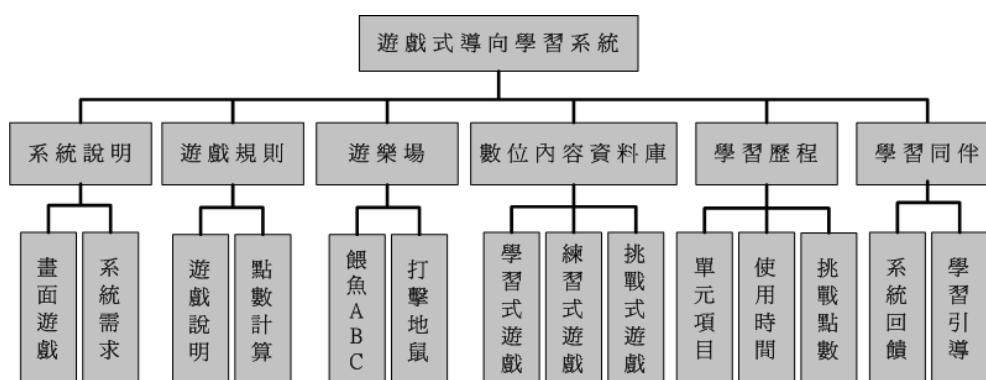 遊戲式導向學習系統
系統說明
遊戲規則
遊樂場
數位內容資料庫
學習歷程
學習同伴
畫面遊戲
系統需求
遊戲說明
點數計算
餵魚ABC
打擊地鼠
學習式遊戲
練習式遊戲
挑戰式遊戲
單元項目
使用時間
挑戰點數
系統回饋
學習引導